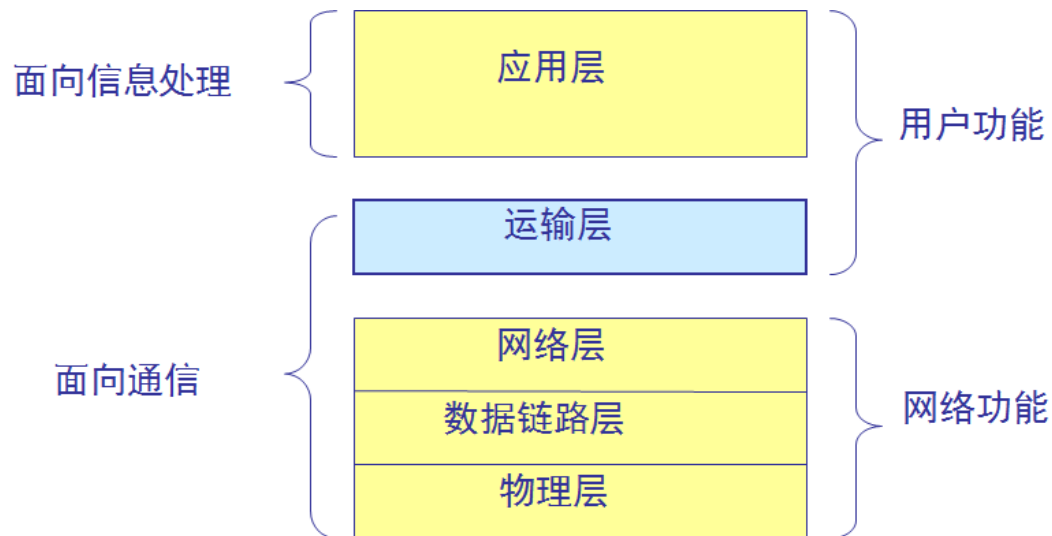 应用层
面向信息处理
用户功能
运输层
网络层
面向通信
网络功能
数据链路层
物理层